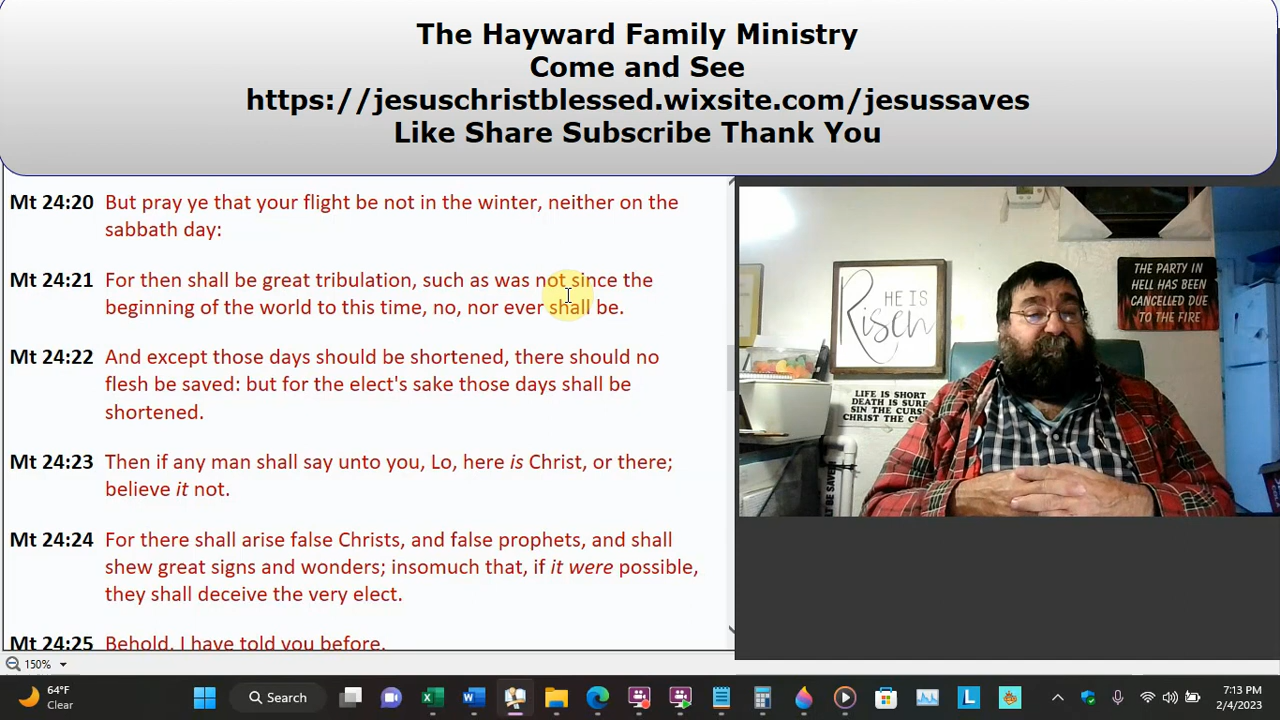 The Hayward Family Ministry
Come and See
https://jesuschristblessed.wixsite.com/jesussaves
Like Share Subscribe Thank You
Mt 24:20 But pray ye that your flight be not in the winter, neither on the
sabbath day:
Mt 24:21 For then shall be great tribulation, such as was not since the
beginning of the world to this time, no, nor ever shall be.
Mt 24:22 And except those days should be shortened, there should no
flesh be saved: but for the elect's sake those days shall be
shortened.
Mt 24:23 Then if any man shall say unto you, Lo, here is Christ, or there;
believe it not.
Mt 24:24 For there shall arise false Christs, and false prophets, and shall
shew great signs and wonders; insomuch that, if it were possible,
they shall deceive the very elect.
Mt 24:25 Behold, I have told you before.
HE IS
Risen
THE PARTY IN
HELL HAS BEEN
CANCELLED DUE
TO THE FIRE
LIFE IS SHORT
DEATH IS SURE
SIN THE
CHRIST THE
150%
64°F
Clear
Search
7:13 PM
2/4/2023